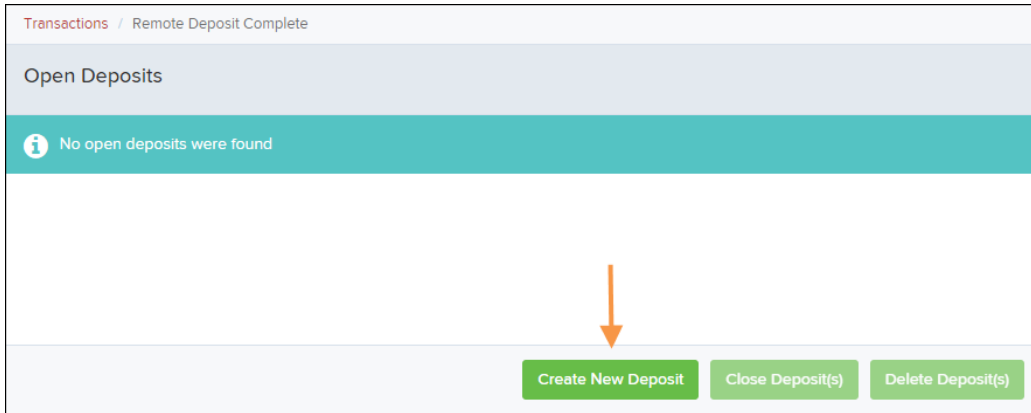 Transactions / Remote Deposit Complete
Open Deposits
No open deposits were found
Create New Deposit Close Deposit(s) Delete Deposit(s)